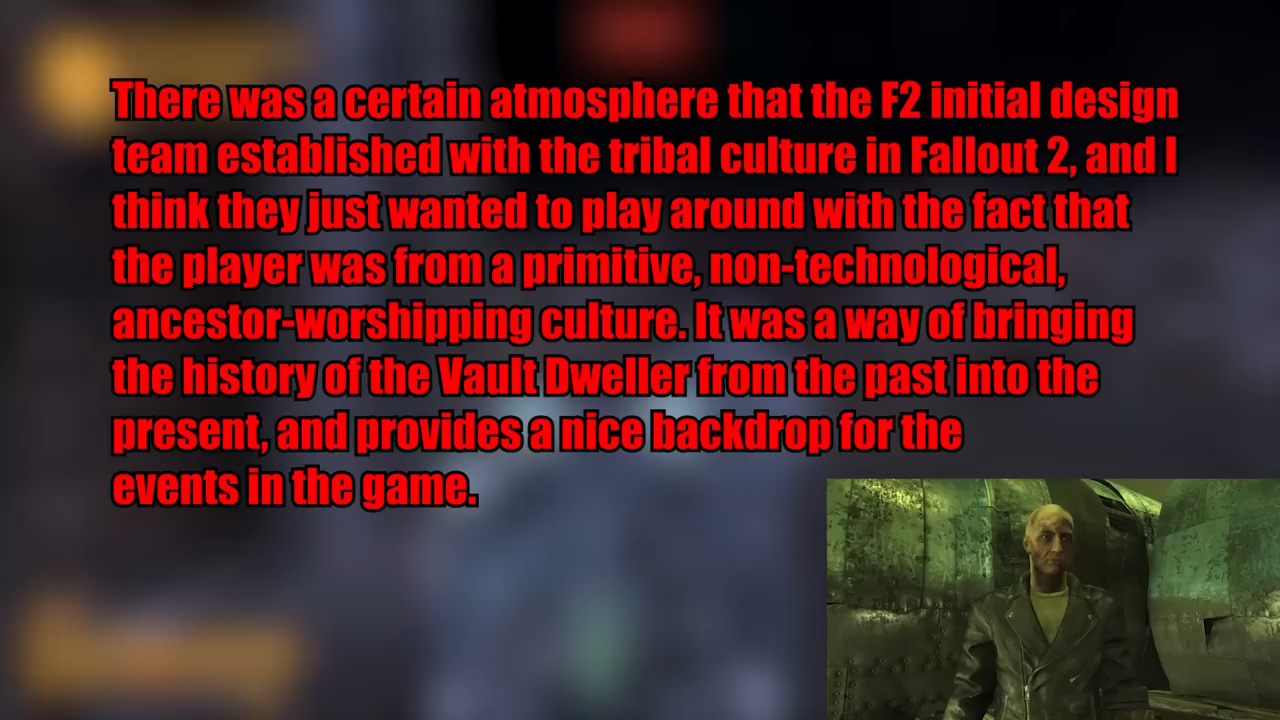 There was a certain atmosphere that the F2 initial design
team established with the tribal culture in Fallout 2, and I
think they just wanted to play around with the fact that
the player was from a primitive, non-technological,
ancestor-worshipping culture. It was a way of bringing
the history of the Vault Dweller from the past into the
present, and provides a nice backdrop for the
events in the game.